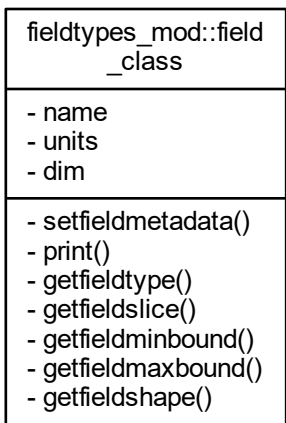 fieldtypes_mod::field
_class
- name
- units
- dim
- setfieldmetadata()
- print()
- getfieldtype()
- getfieldslice()
- getfieldminbound()
- getfieldmaxbound()
- getfieldshape()